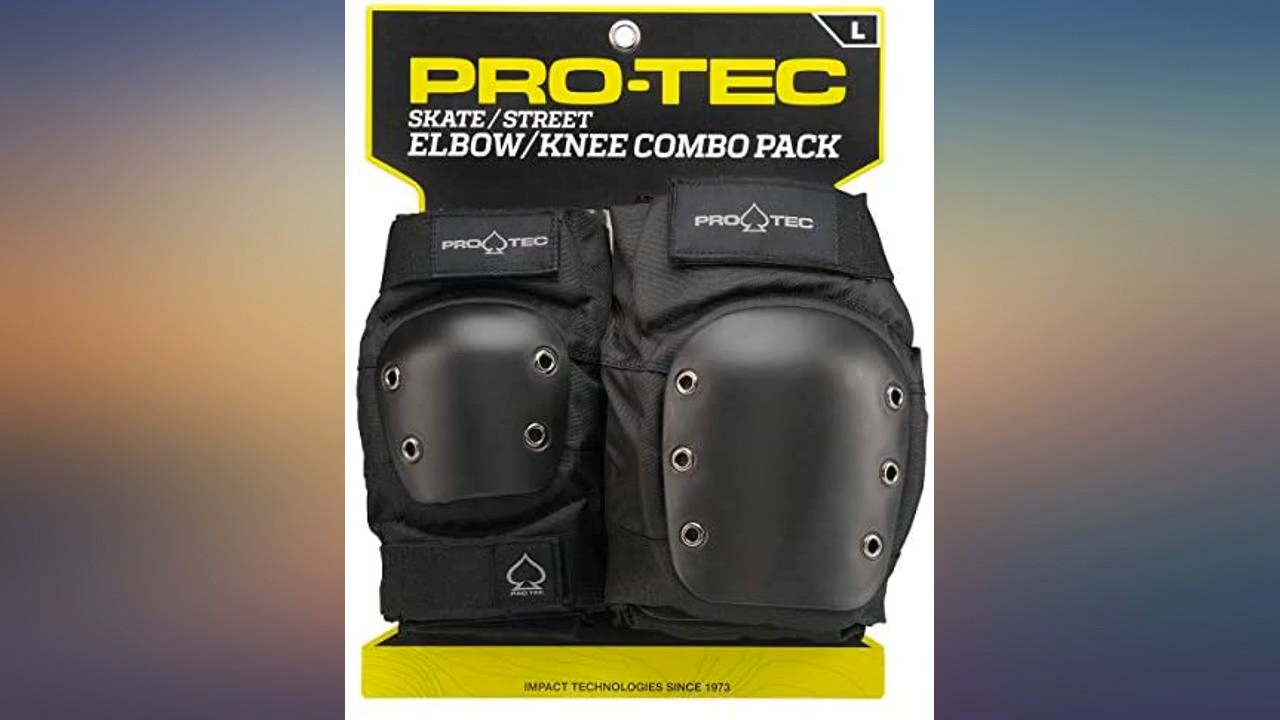 L
PRO-TEC
SKATE/STREET
ELBOW/KNEE COMBO PACK
PRO TEC
PRO TEC
PRO TEC
IMPACT TECHNOLOGIES SINCE 1973